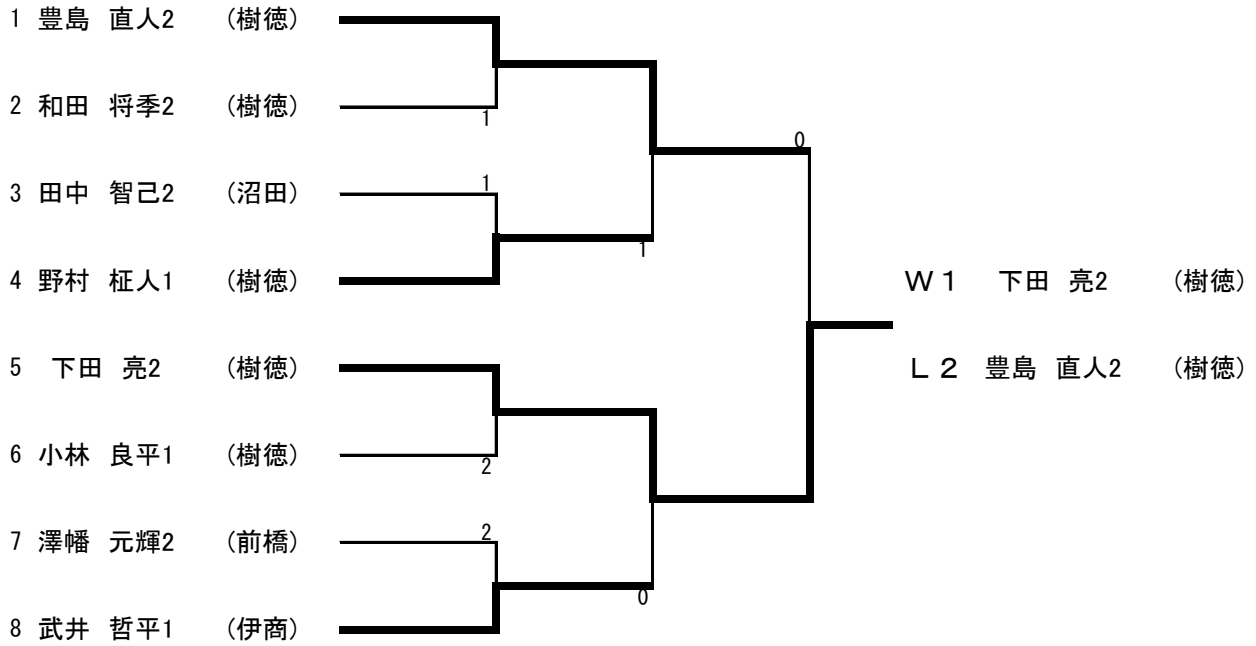 1 豊島 直人2 (樹徳)
0
2 和田 将季2 (樹徳)
1
3 田中 智己2 (沼田)
1
1
4 野村 柾人1 (樹徳)
W1 下田 亮2 (樹徳)
5 下田 亮2 (樹徳)
L2 豊島 直人2 (樹徳)
6 小林 良平1 (樹徳)
2
7 澤幡 元輝2 (前橋)
2
0
8 武井 哲平1 (伊商)